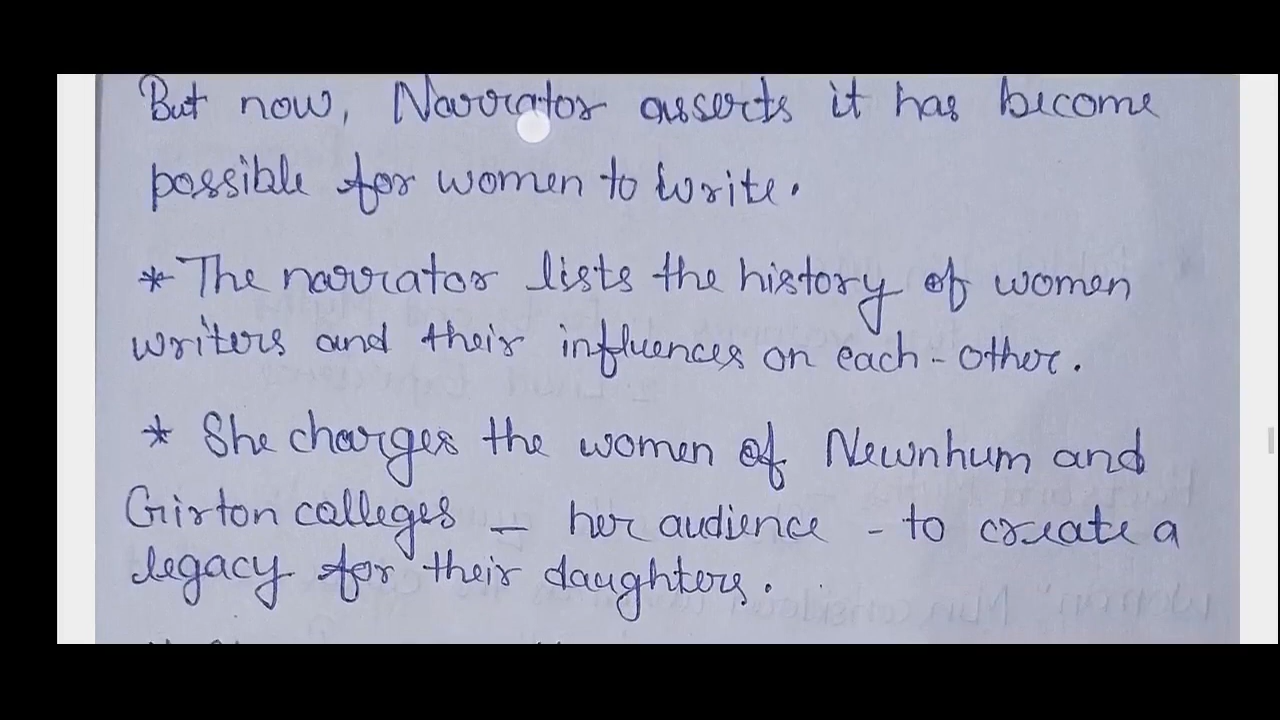 But now, Narrator asserts it has become
possible for women to write.
* The narrator lists the history of women
writers and their influences on each-other.
* She charges the women of Newnhum and
Girton colleges — her audience - to create a
legacy for their daughters.